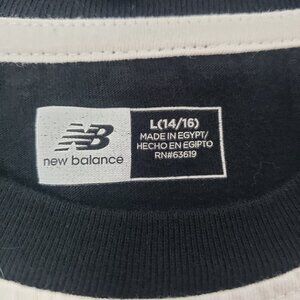 NB
new balance
L(14/16)
MADE IN EGYPT/
HECHO EN EGIPTO
RN#63619